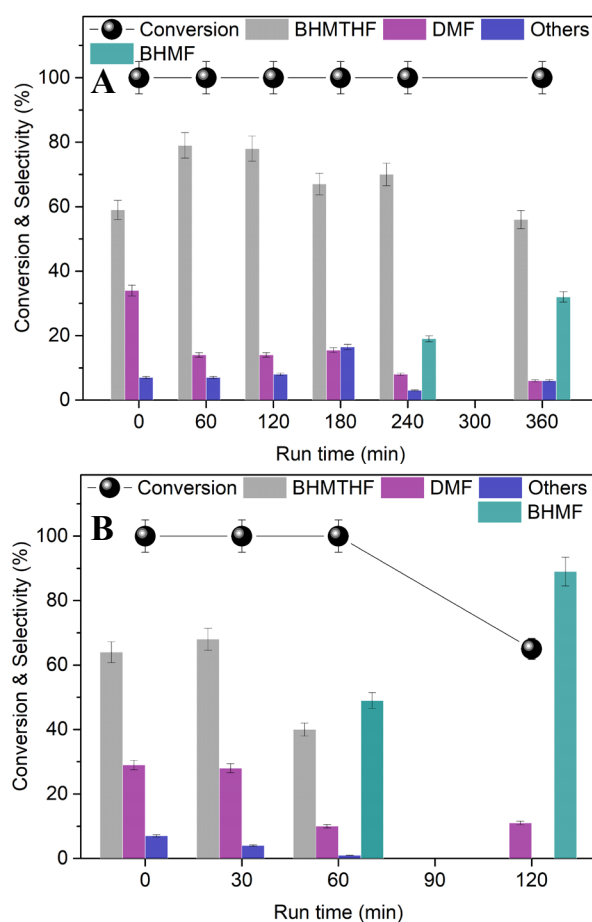 Conversion BHMTHF DMF Others
BHMF
A
Conversion & Selectivity (%)
100
80
60
40
20
0
0 60 120 180 240 300 360
Run time (min)
Conversion BHMTHF DMF Others
BHMF
B
Conversion & Selectivity (%)
100
80
60
40
20
0
0 30 60 90 120
Run time (min)